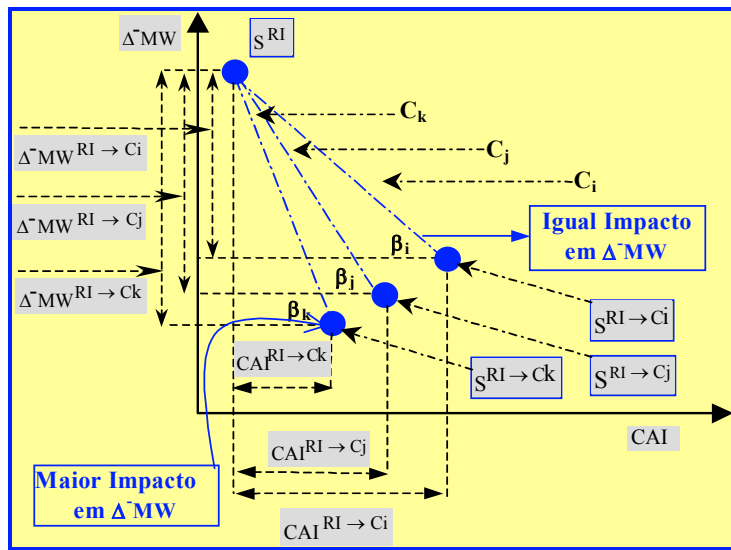 Δ⁻MW
S^RI
C_k
Δ⁻MW^RI → Ci
C_j
C_i
Δ⁻MW^RI → Cj
Igual Impacto
em Δ⁻MW
β_i
β_j
Δ⁻MW^RI → Ck
β_k
S^RI → Ci
CAI^RI → Ck
S^RI → Ck
S^RI → Cj
CAI
CAI^RI → Cj
Maior Impacto
em Δ⁻MW
CAI^RI → Ci